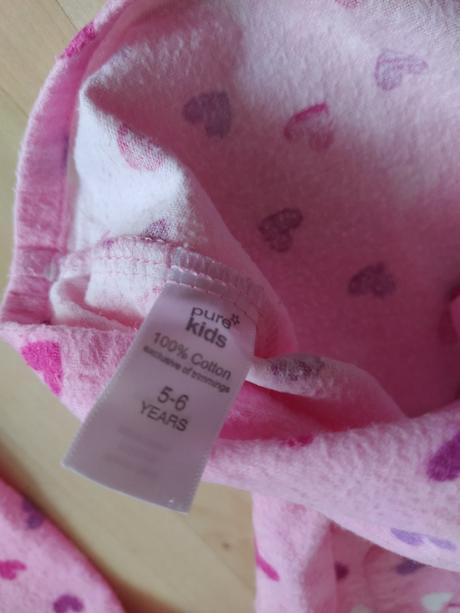 pure
kids
100% Cotton
exclusive of trimmings
5-6
YEARS